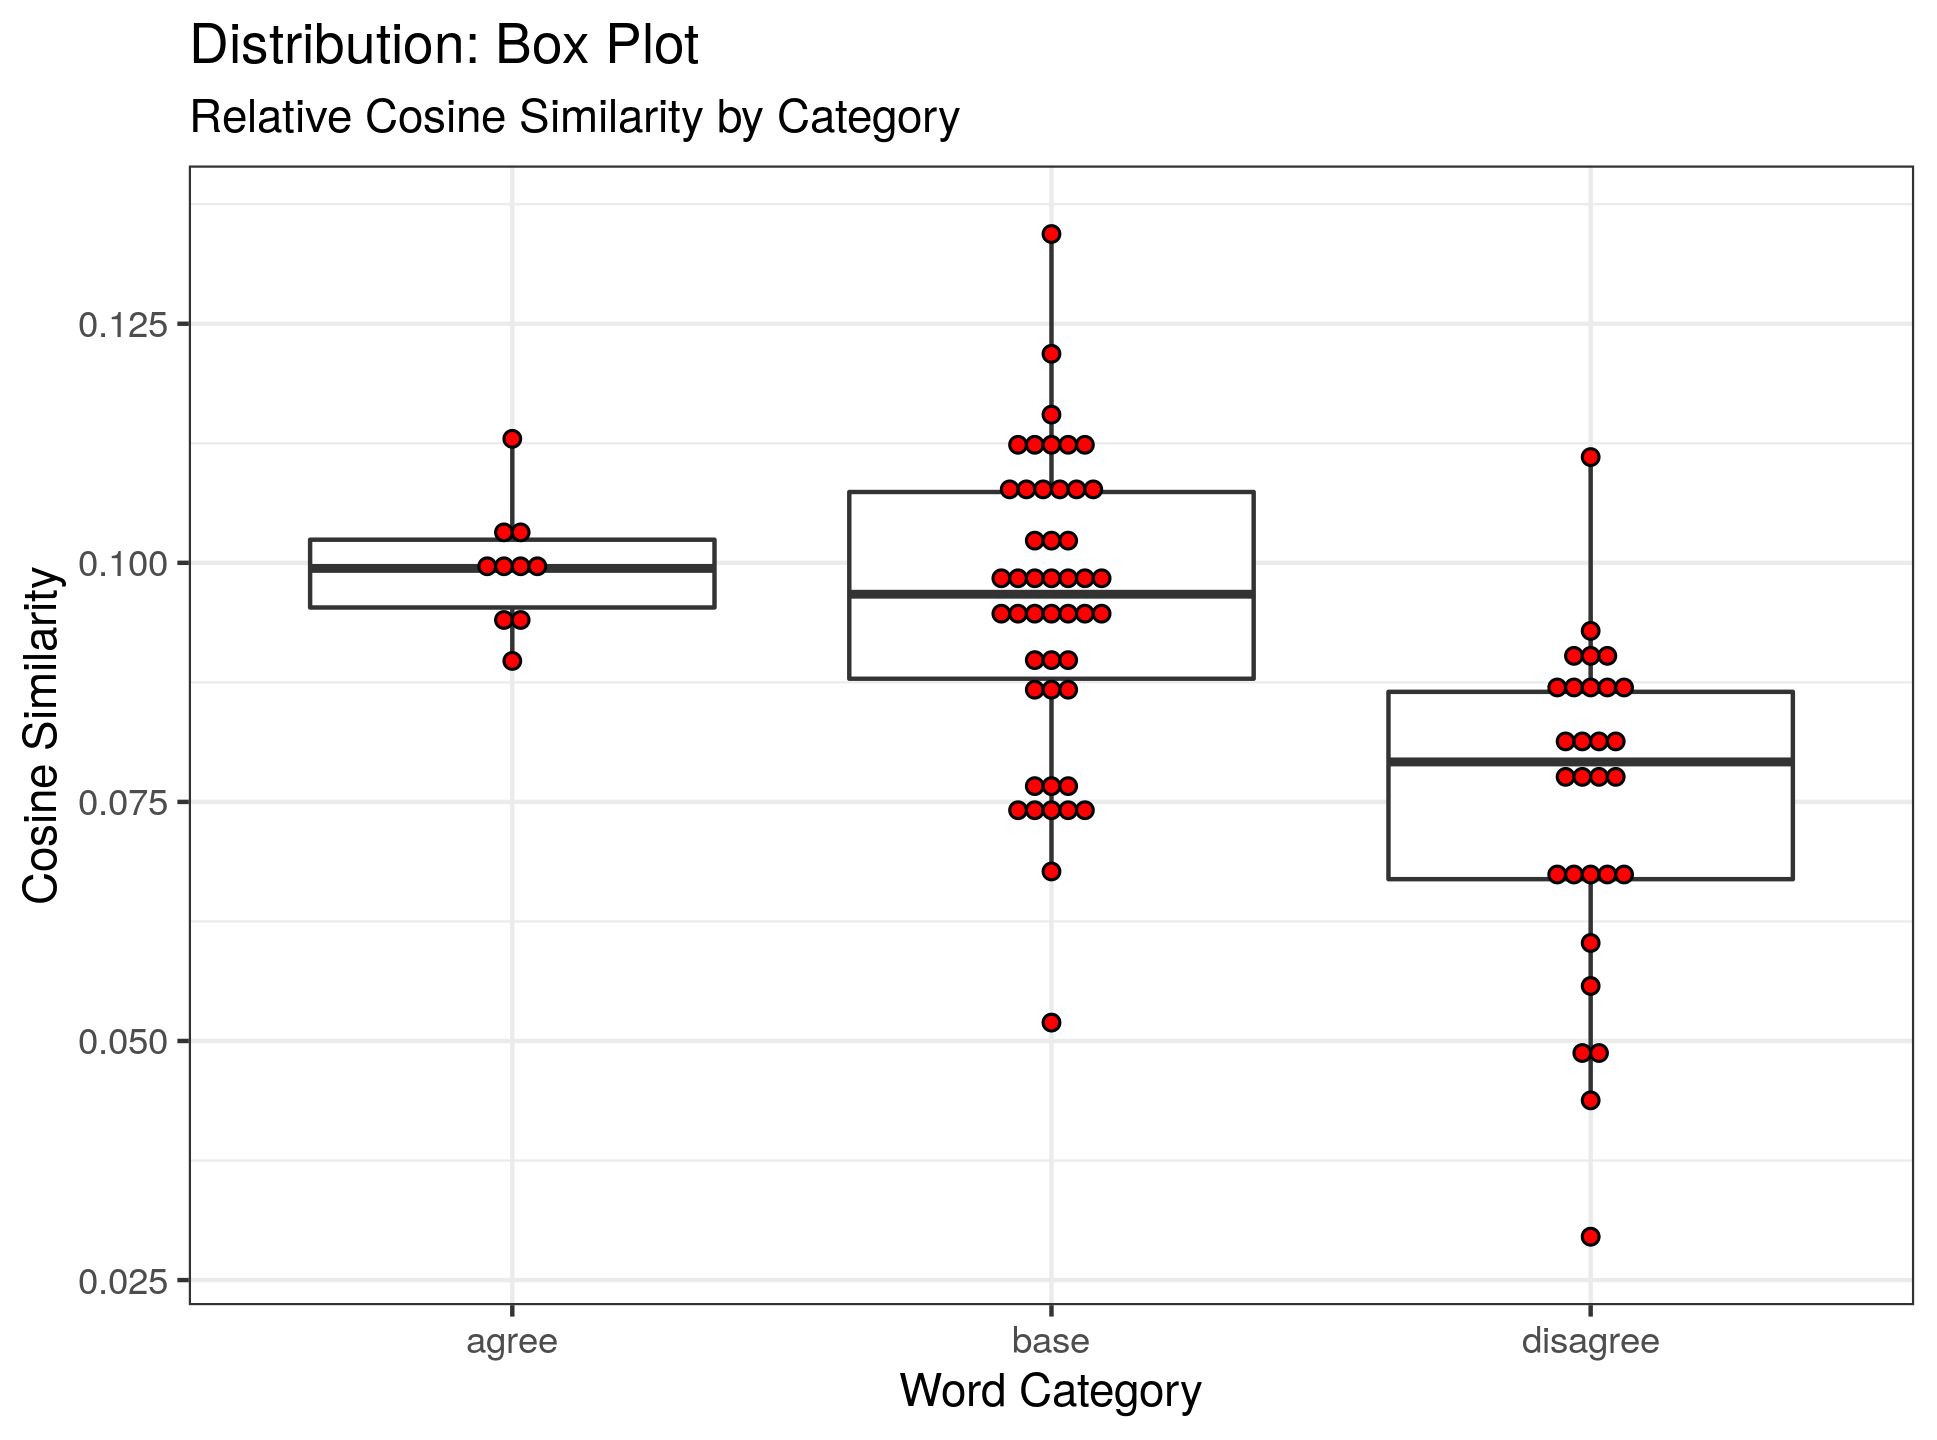 Distribution: Box Plot
Relative Cosine Similarity by Category
Cosine Similarity
0.125
0.100
0.075
0.050
0.025
agree base disagree
Word Category